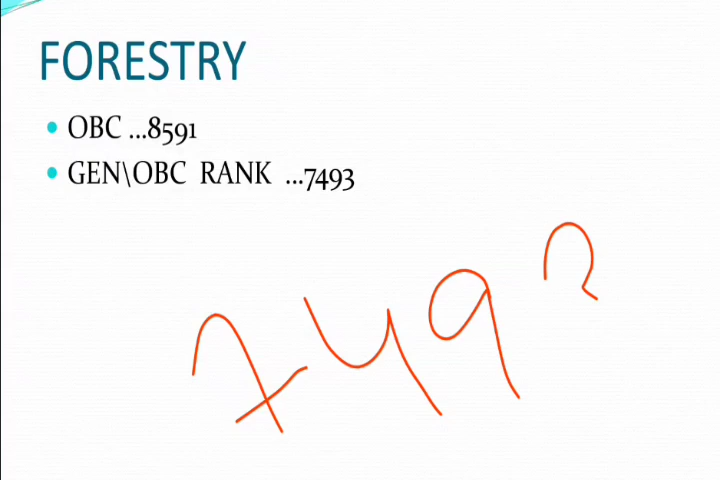 FORESTRY
• OBC ...8591
• GEN\OBC RANK ...7493
749